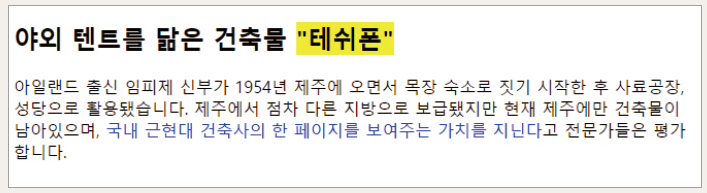 야외 텐트를 닮은 건축물 "테쉬폰"
아일랜드 출신 임피제 신부가 1954년 제주에 오면서 목장 숙소로 짓기 시작한 후 사료공장,
성당으로 활용됐습니다. 제주에서 점차 다른 지방으로 보급됐지만 현재 제주에만 건축물이
남아있으며, 국내 근현대 건축사의 한 페이지를 보여주는 가치를 지닌다고 전문가들은 평가
합니다.